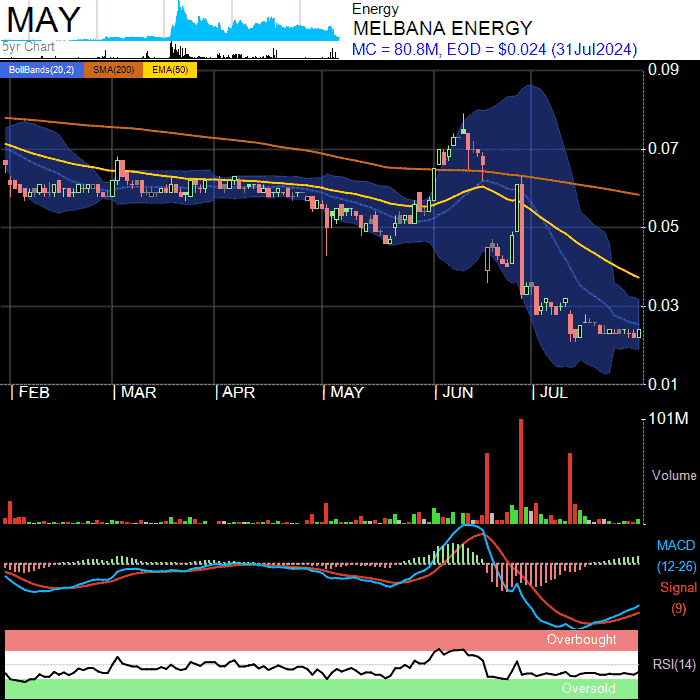 MAY
5yr Chart
Energy
MELBANA ENERGY
MC = 80.8M, EOD = $0.024 (31Jul2024)
BollBands(20,2) SMA(200) EMA(50)
0.09
0.07
0.05
0.03
0.01
| FEB | MAR | APR | MAY | JUN | JUL
101M
Volume
MACD
(12-26)
Signal
(9)
Overbought
RSI(14)
Oversold